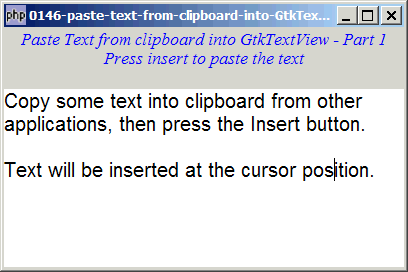 php 0146-paste-text-from-clipboard-into-GtkTex...
Paste Text from clipboard into GtkTextView - Part 1
Press insert to paste the text
Copy some text into clipboard from other
applications, then press the Insert button.
Text will be inserted at the cursor position.